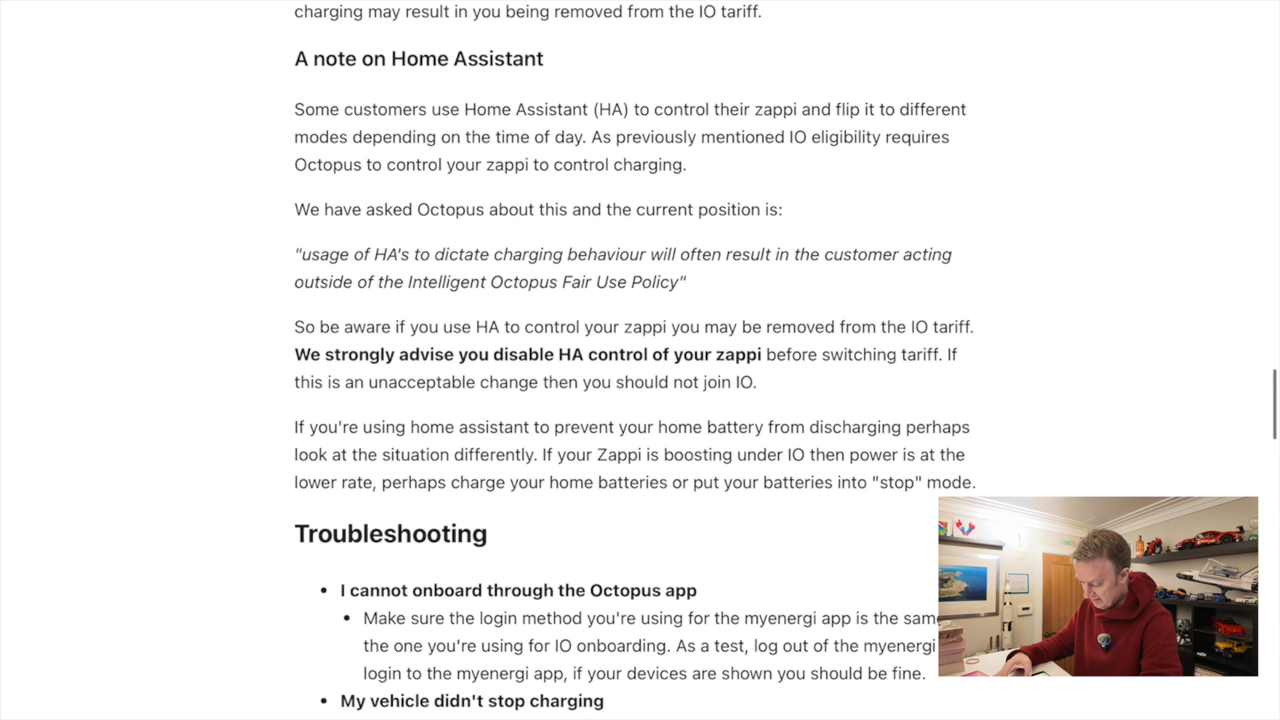 charging may result in you being removed from the IO tariff.
A note on Home Assistant
Some customers use Home Assistant (HA) to control their zappi and flip it to different
modes depending on the time of day. As previously mentioned IO eligibility requires
Octopus to control your zappi to control charging.
We have asked Octopus about this and the current position is:
"usage of HA's to dictate charging behaviour will often result in the customer acting
outside of the Intelligent Octopus Fair Use Policy"
So be aware if you use HA to control your zappi you may be removed from the IO tariff.
We strongly advise you disable HA control of your zappi before switching tariff. If
this is an unacceptable change then you should not join IO.
If you're using home assistant to prevent your home battery from discharging perhaps
look at the situation differently. If your Zappi is boosting under IO then power is at the
lower rate, perhaps charge your home batteries or put your batteries into "stop" mode.
Troubleshooting
• I cannot onboard through the Octopus app
• Make sure the login method you're using for the myenergi app is the same
the one you're using for IO onboarding. As a test, log out of the myenergi
login to the myenergi app, if your devices are shown you should be fine.
• My vehicle didn't stop charging